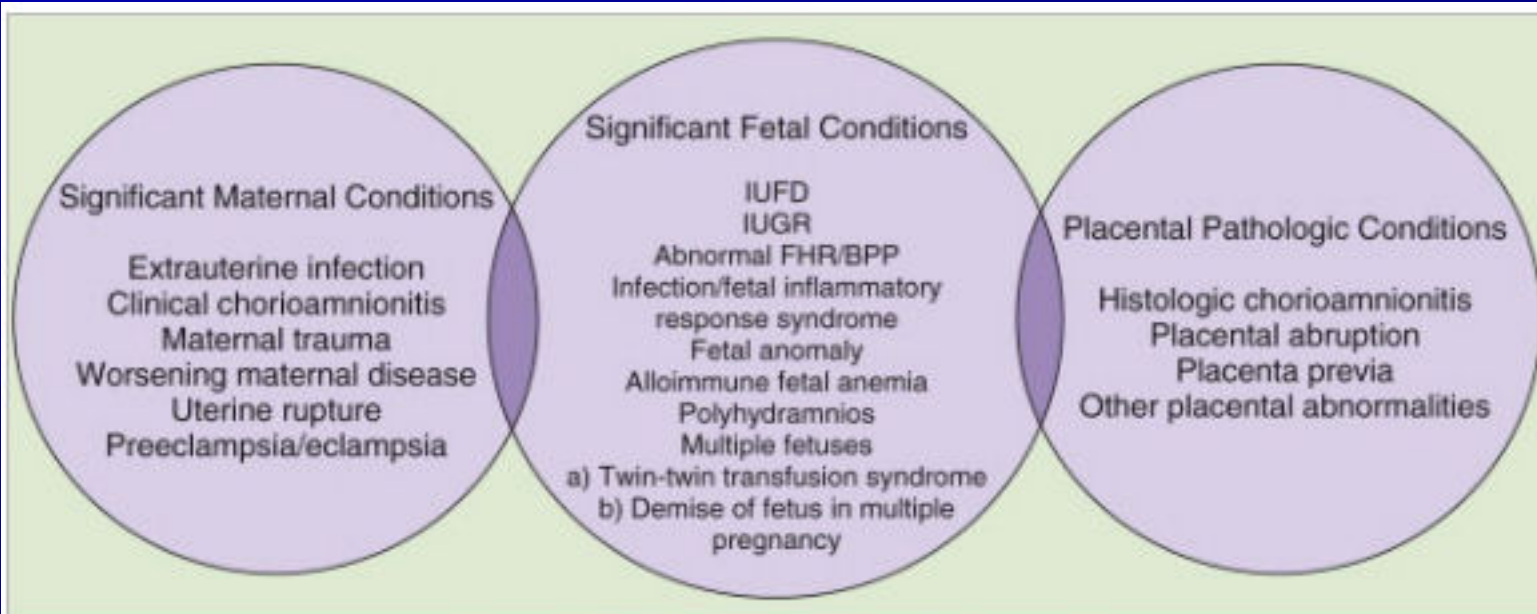 Significant Maternal Conditions
Extrauterine infection
Clinical chorioamnionitis
Maternal trauma
Worsening maternal disease
Uterine rupture
Preeclampsia/eclampsia
Significant Fetal Conditions
IUFD
IUGR
Abnormal FHR/BPP
Infection/fetal inflammatory
response syndrome
Fetal anomaly
Alloimmune fetal anemia
Polyhydramnios
Multiple fetuses
a) Twin-twin transfusion syndrome
b) Demise of fetus in multiple
pregnancy
Placental Pathologic Conditions
Histologic chorioamnionitis
Placental abruption
Placenta previa
Other placental abnormalities